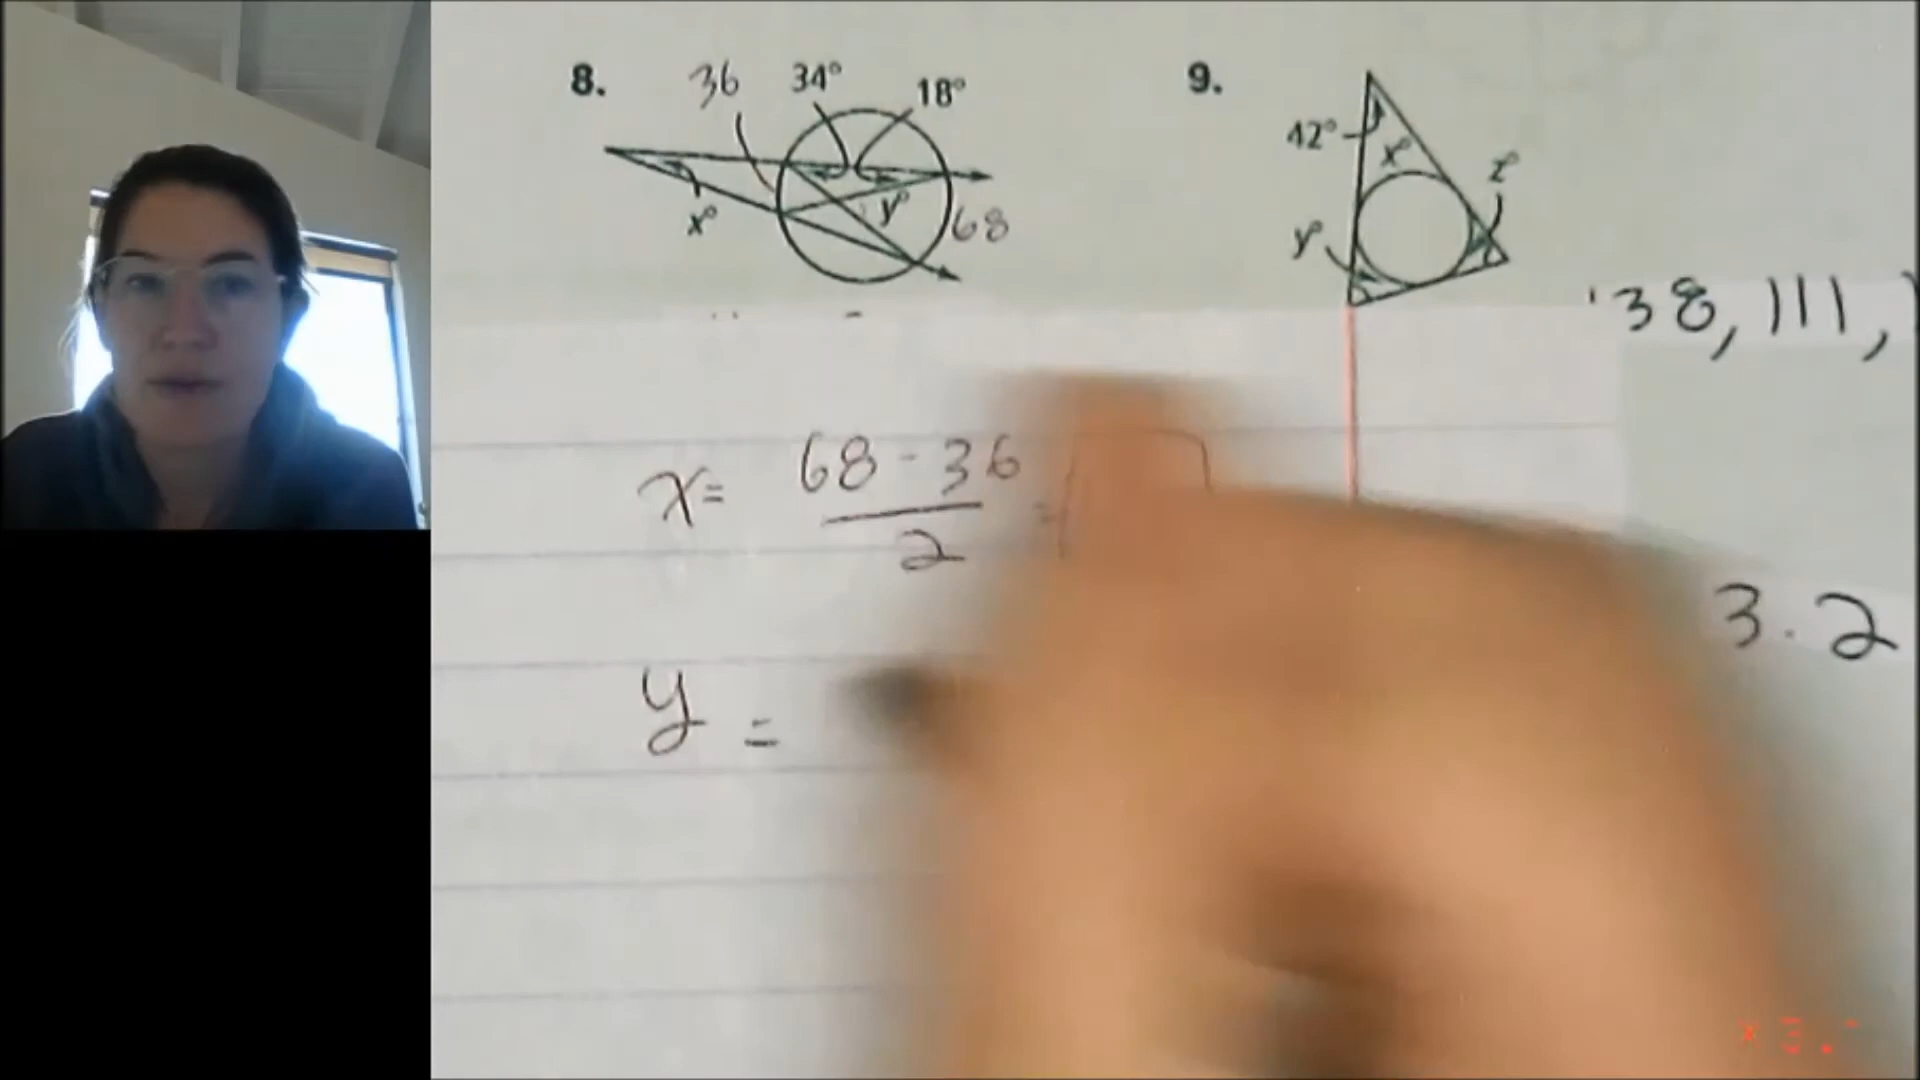 8. 36 34° 18° 9.
42° x° z°
x° y° 68 y°
38, 111,
x = 68 - 36 =
2
3.2
y =